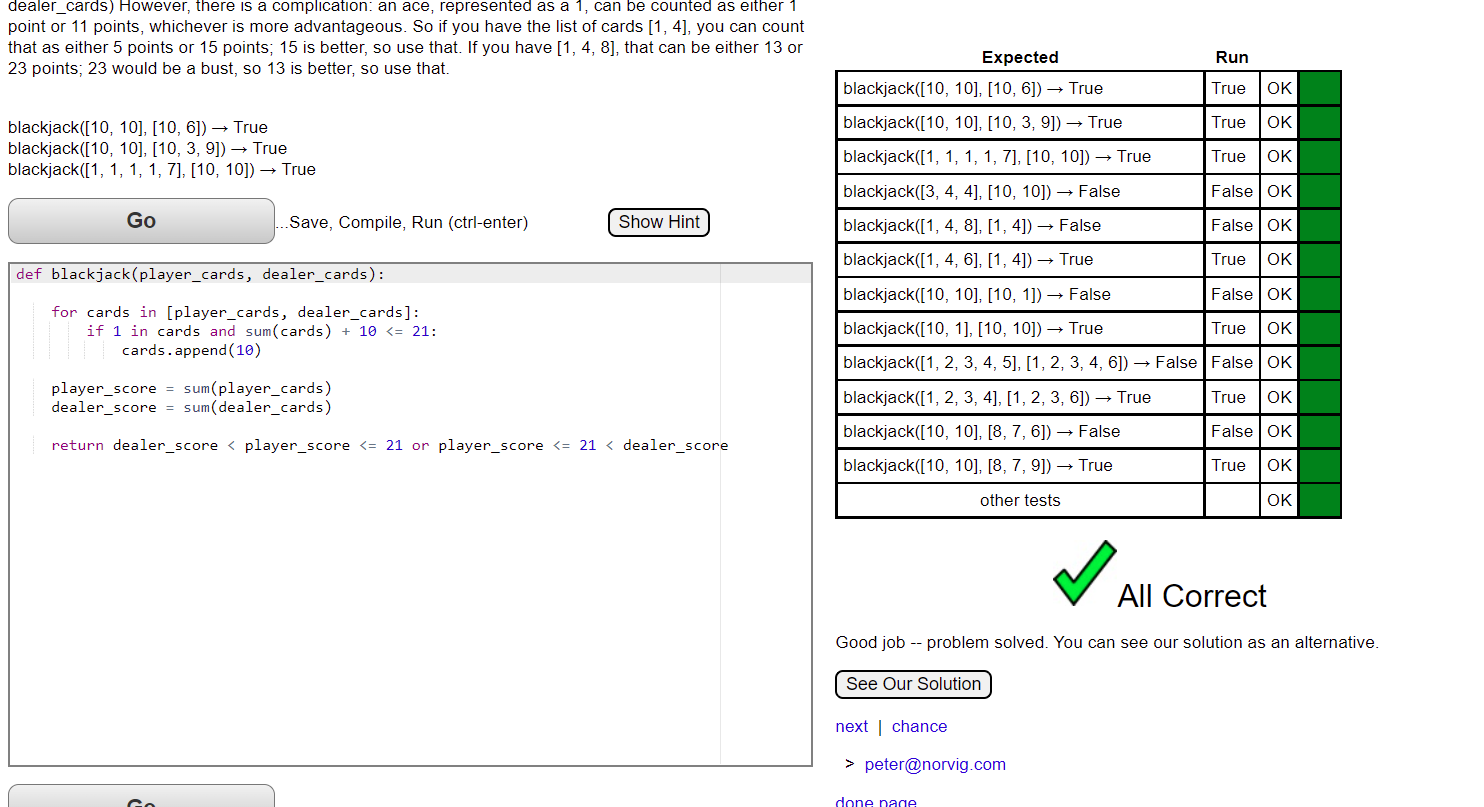 dealer_cards) However, there is a complication: an ace, represented as a 1, can be counted as either 1
point or 11 points, whichever is more advantageous. So if you have the list of cards [1, 4], you can count
that as either 5 points or 15 points; 15 is better, so use that. If you have [1, 4, 8], that can be either 13 or
23 points; 23 would be a bust, so 13 is better, so use that.
blackjack([10, 10], [10, 6]) → True
blackjack([10, 10], [10, 3, 9]) → True
blackjack([1, 1, 1, 1, 7], [10, 10]) → True
Go ...Save, Compile, Run (ctrl-enter) Show Hint
def blackjack(player_cards, dealer_cards):
for cards in [player_cards, dealer_cards]:
if 1 in cards and sum(cards) + 10 <= 21:
cards.append(10)
player_score = sum(player_cards)
dealer_score = sum(dealer_cards)
return dealer_score < player_score <= 21 or player_score <= 21 < dealer_score
Go
Expected Run
blackjack([10, 10], [10, 6]) → True True OK
blackjack([10, 10], [10, 3, 9]) → True True OK
blackjack([1, 1, 1, 1, 7], [10, 10]) → True True OK
blackjack([3, 4, 4], [10, 10]) → False False OK
blackjack([1, 4, 8], [1, 4]) → False False OK
blackjack([1, 4, 6], [1, 4]) → True True OK
blackjack([10, 10], [10, 1]) → False False OK
blackjack([10, 1], [10, 10]) → True True OK
blackjack([1, 2, 3, 4, 5], [1, 2, 3, 4, 6]) → False False OK
blackjack([1, 2, 3, 4], [1, 2, 3, 6]) → True True OK
blackjack([10, 10], [8, 7, 6]) → False False OK
blackjack([10, 10], [8, 7, 9]) → True True OK
other tests OK
All Correct
Good job -- problem solved. You can see our solution as an alternative.
See Our Solution
next | chance
> peter@norvig.com
done page